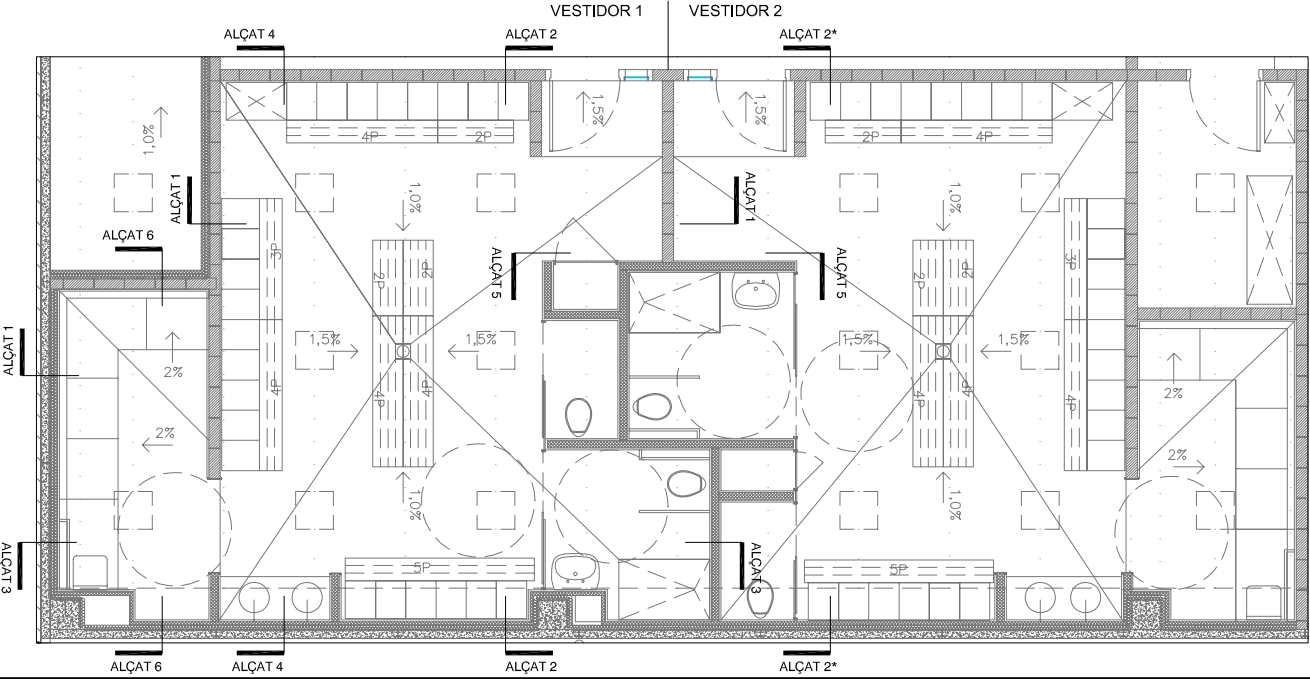 VESTIDOR 1
VESTIDOR 2
ALÇAT 4
ALÇAT 2
ALÇAT 2*
1,0%
1,5%
1,5%
4P
2P
2P
4P
ALÇAT 1
ALÇAT 6
1,0%
ALÇAT 1
1,0%
3P
2P
2P
ALÇAT 5
ALÇAT 5
2P
2P
3P
ALÇAT 1
2%
1,5%
1,5%
1,5%
1,5%
2%
4P
4P
4P
4P
4P
4P
2%
2%
1,0%
1,0%
ALÇAT 3
5P
ALÇAT 3
5P
ALÇAT 6
ALÇAT 4
ALÇAT 2
ALÇAT 2*